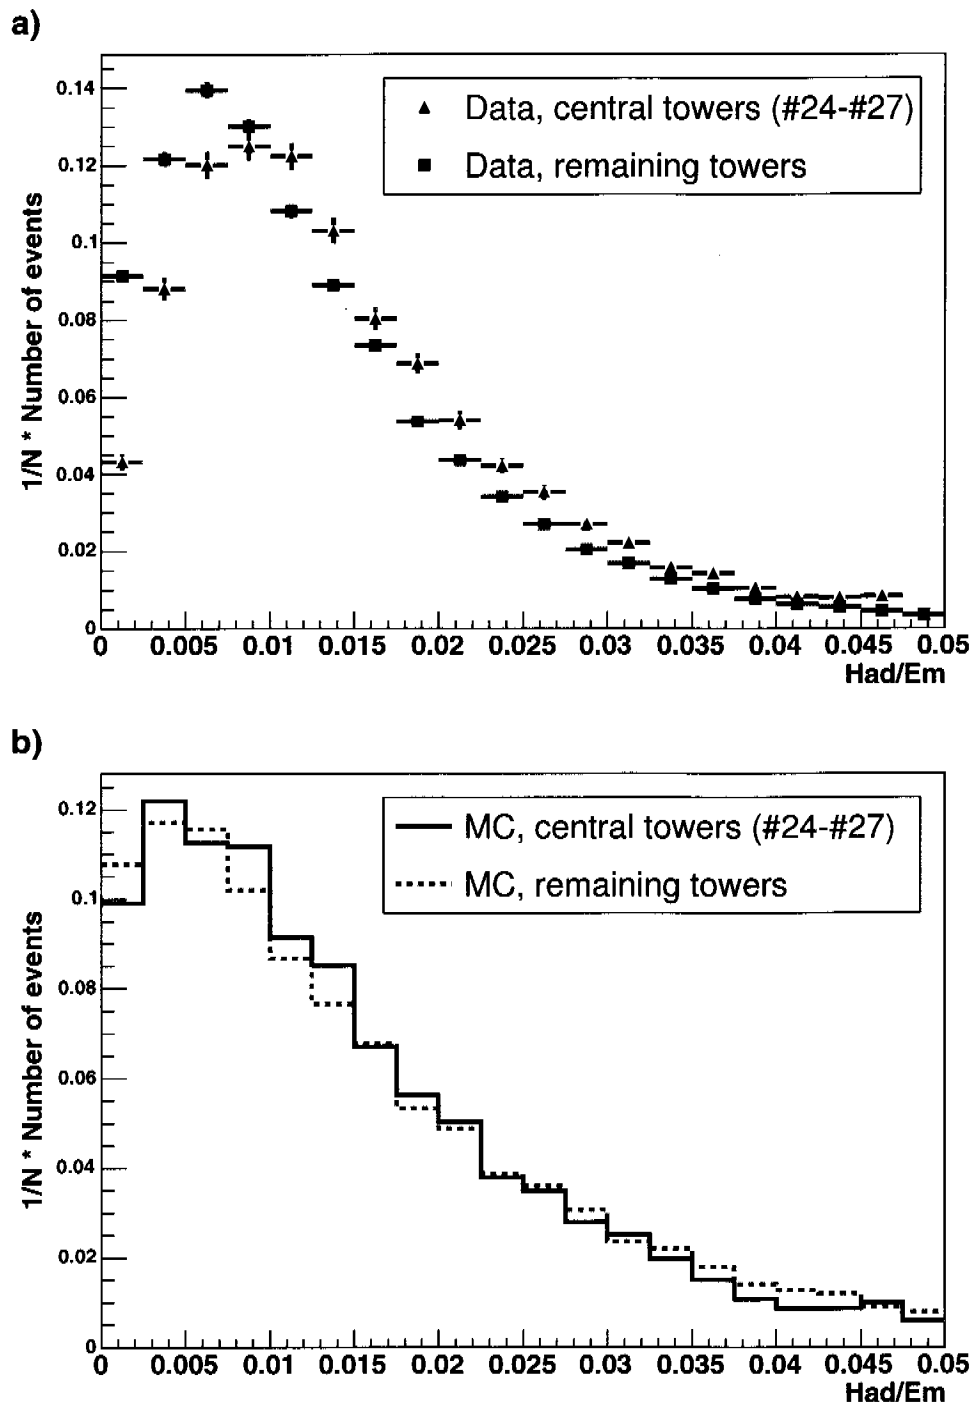 a)
1/N * Number of events
0.14
0.12
0.1
0.08
0.06
0.04
0.02
0
Data, central towers (#24-#27)
Data, remaining towers
0 0.005 0.01 0.015 0.02 0.025 0.03 0.035 0.04 0.045 0.05
Had/Em
b)
1/N * Number of events
0.12
0.1
0.08
0.06
0.04
0.02
0
MC, central towers (#24-#27)
MC, remaining towers
0 0.005 0.01 0.015 0.02 0.025 0.03 0.035 0.04 0.045 0.05
Had/Em